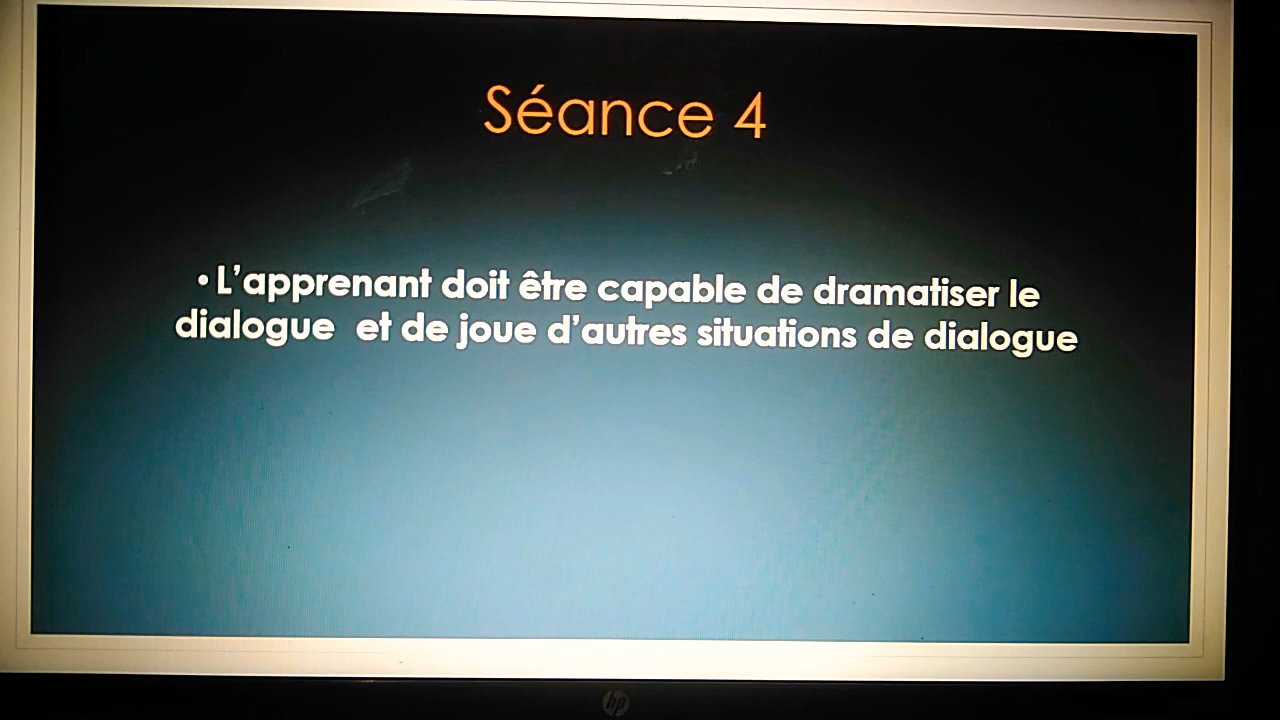 Séance 4
• L'apprenant doit être capable de dramatiser le
dialogue et de joue d'autres situations de dialogue
hp